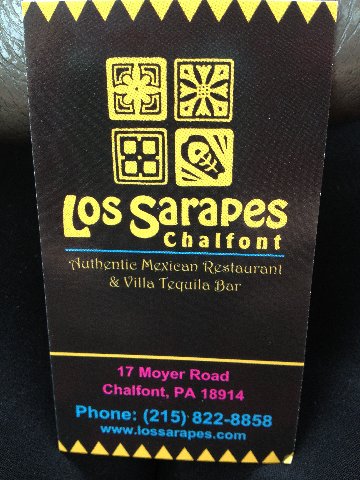 Los Sarapes
Chalfont
Authentic Mexican Restaurant
& Villa Tequila Bar
17 Moyer Road
Chalfont, PA 18914
Phone: (215) 822-8858
www.lossarapes.com